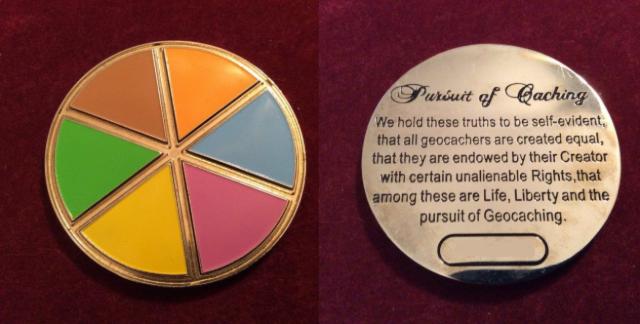 Pursuit of Caching
We hold these truths to be self-evident,
that all geocachers are created equal,
that they are endowed by their Creator
with certain unalienable Rights,that
among these are Life, Liberty and the
pursuit of Geocaching.